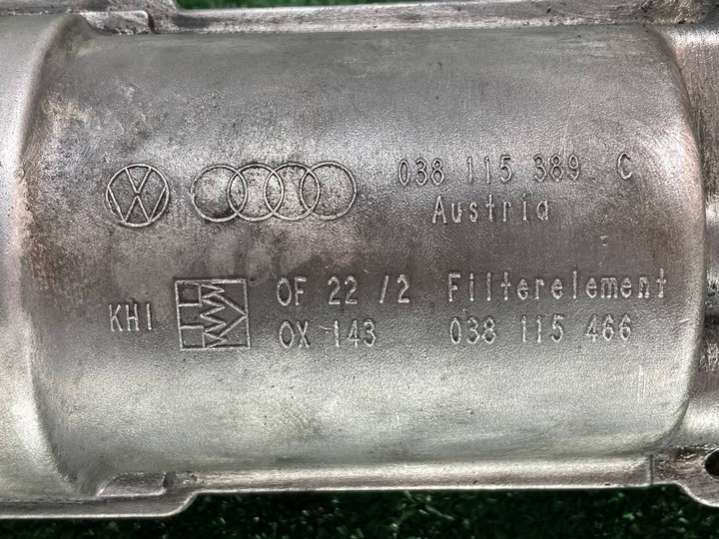 038 115 389 C
Austria
KHI OF 22 /2 Filterelement
OX 143 038 115 466